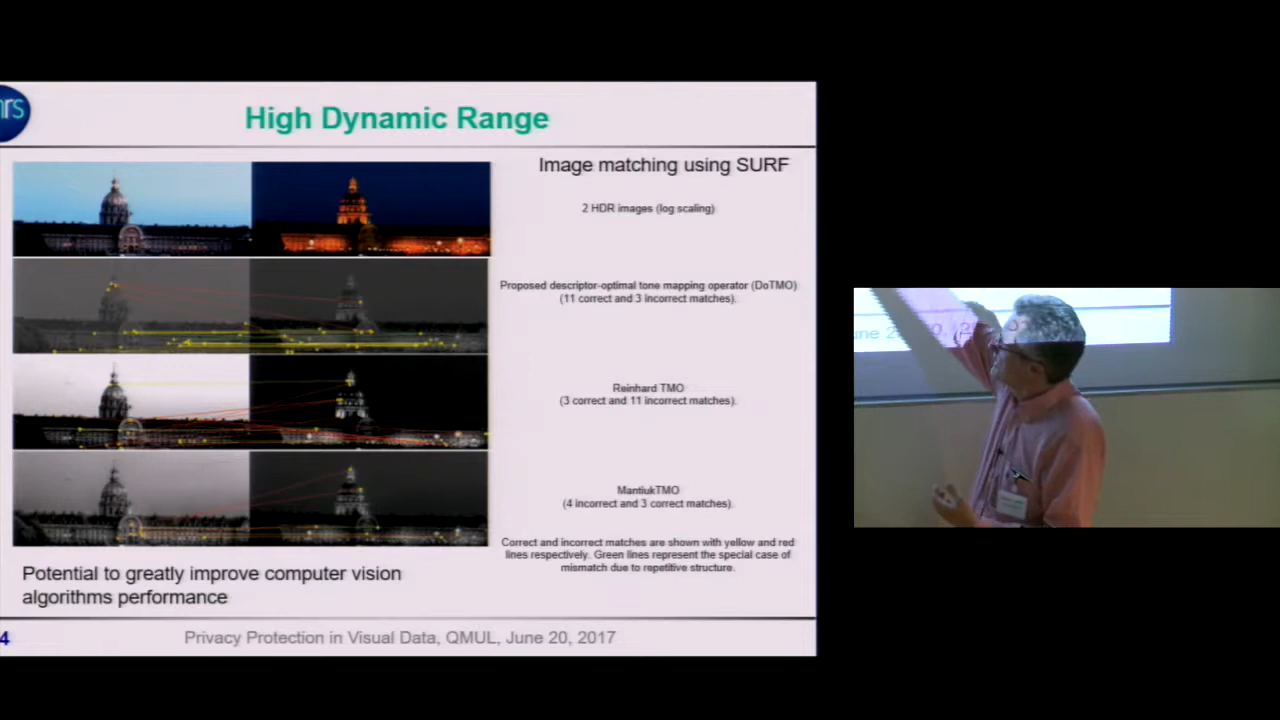 nrs
High Dynamic Range
Image matching using SURF
2 HDR images (log scaling)
Proposed descriptor-optimal tone mapping operator (DoTMO)
(11 correct and 3 incorrect matches).
Reinhard TMO
(3 correct and 11 incorrect matches).
MantiukTMO
(4 incorrect and 3 correct matches).
Correct and incorrect matches are shown with yellow and red
lines respectively. Green lines represent the special case of
mismatch due to repetitive structure.
Potential to greatly improve computer vision
algorithms performance
4
Privacy Protection in Visual Data, QMUL, June 20, 2017